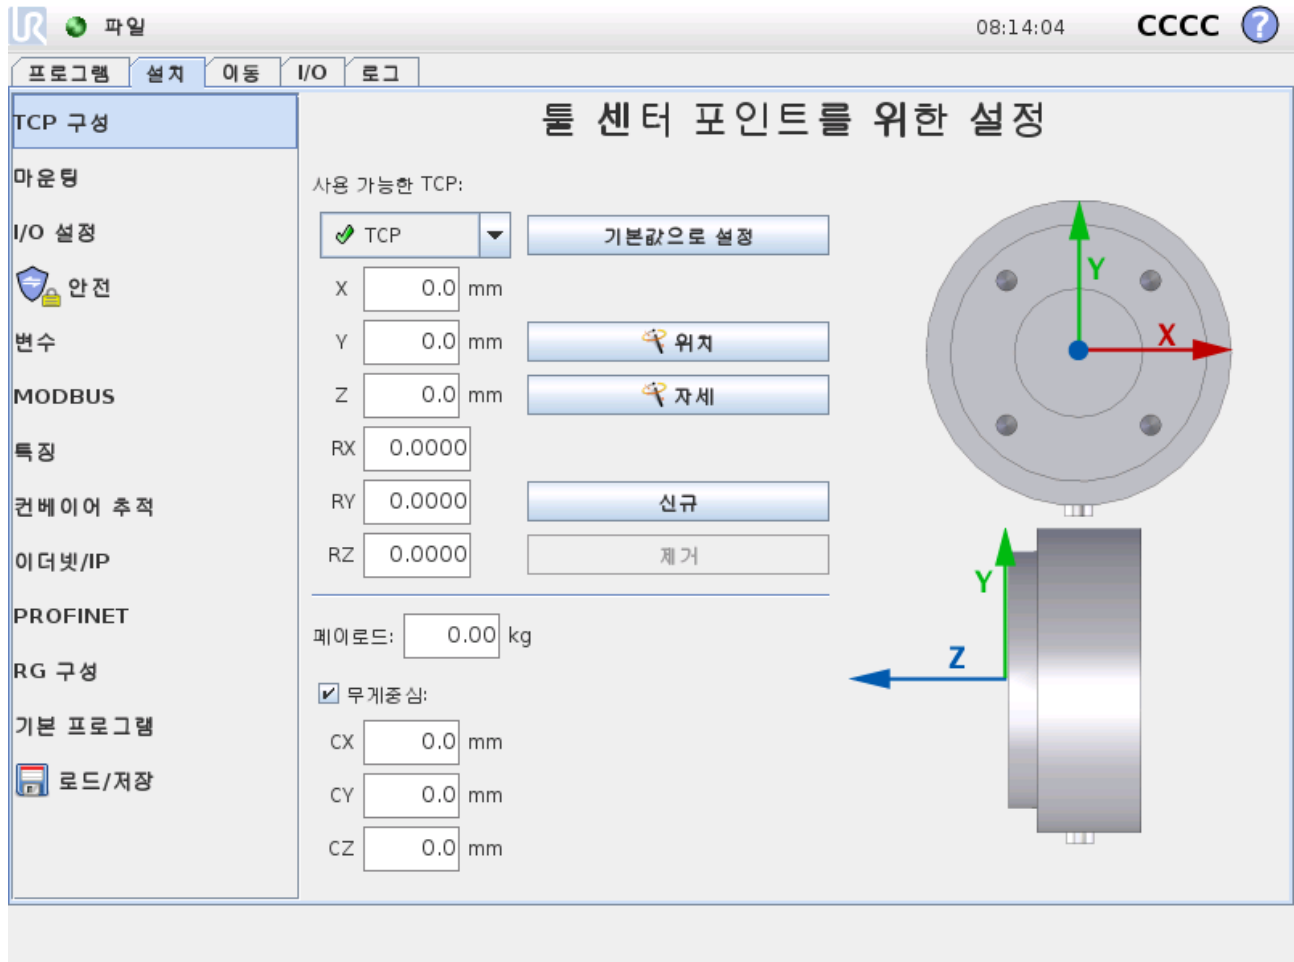 UR 파일 08:14:04 CCCC ?
프로그램 설치 이동 I/O 로그
TCP 구성
마운팅
I/O 설정
안전
변수
MODBUS
특징
컨베이어 추적
이더넷/IP
PROFINET
RG 구성
기본 프로그램
로드/저장
툴 센터 포인트를 위한 설정
사용 가능한 TCP:
TCP 기본값으로 설정
X 0.0 mm
Y 0.0 mm 위치
Z 0.0 mm 자세
RX 0.0000
RY 0.0000 신규
RZ 0.0000 제거
페이로드: 0.00 kg
무게중심:
CX 0.0 mm
CY 0.0 mm
CZ 0.0 mm
Y
X
Y
Z